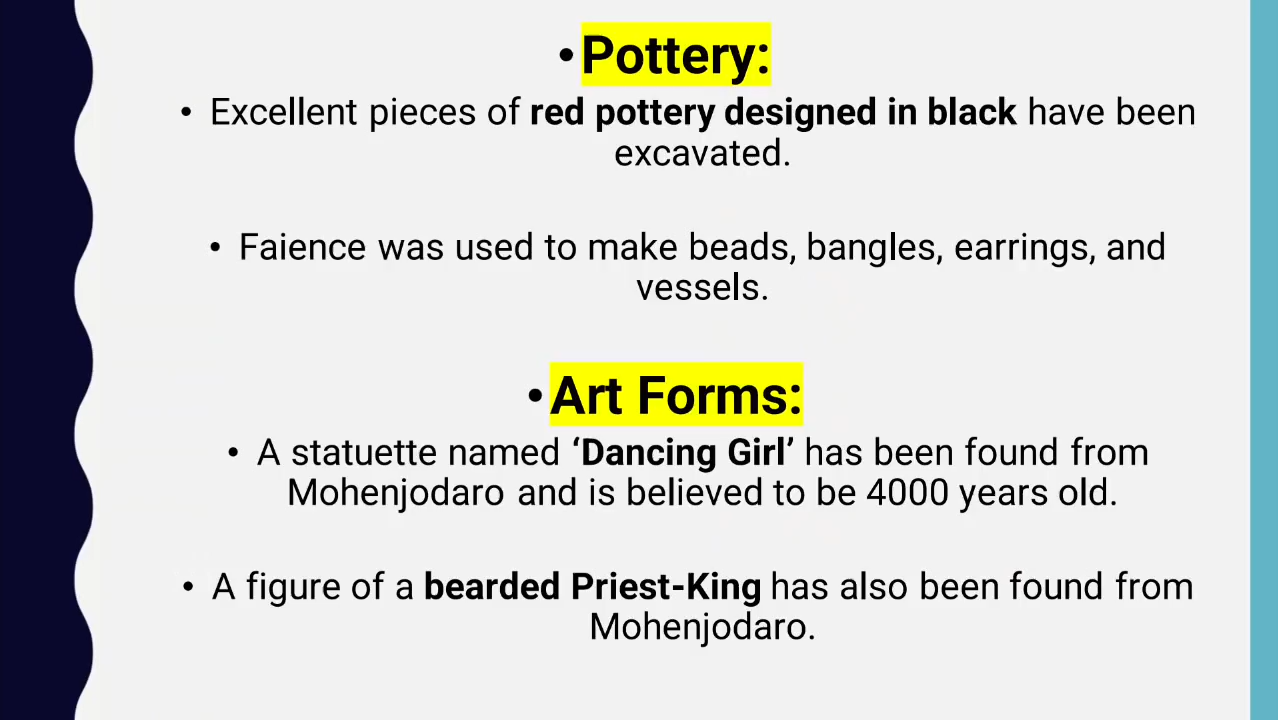 •Pottery:
• Excellent pieces of red pottery designed in black have been
excavated.
• Faience was used to make beads, bangles, earrings, and
vessels.
•Art Forms:
• A statuette named ‘Dancing Girl’ has been found from
Mohenjodaro and is believed to be 4000 years old.
• A figure of a bearded Priest-King has also been found from
Mohenjodaro.